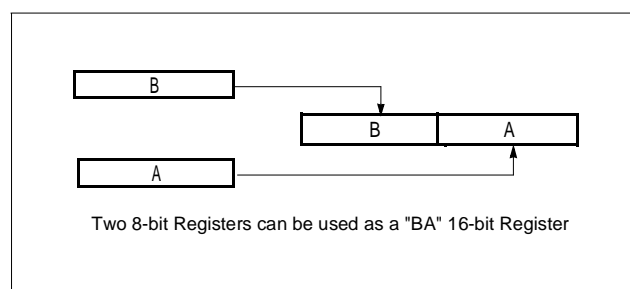 B
B A
A
Two 8-bit Registers can be used as a "BA" 16-bit Register